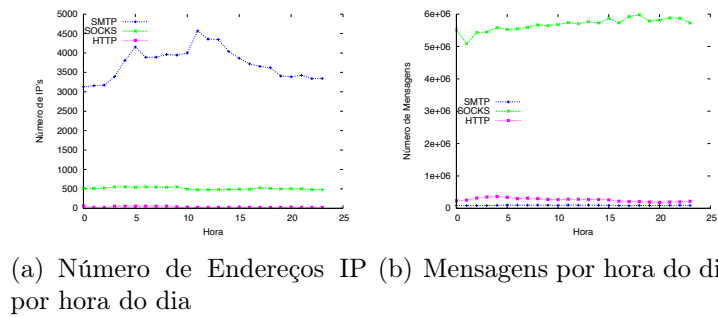 5000
4500
4000
3500
3000
2500
2000
1500
1000
500
0
0 5 10 15 20 25
Número de IP's
Hora
SMTP
SOCKS
HTTP
6e+06
5e+06
4e+06
3e+06
2e+06
1e+06
0
0 5 10 15 20 25
Número de Mensagens
Hora
SMTP
SOCKS
HTTP
(a) Número de Endereços IP
por hora do dia
(b) Mensagens por hora do di